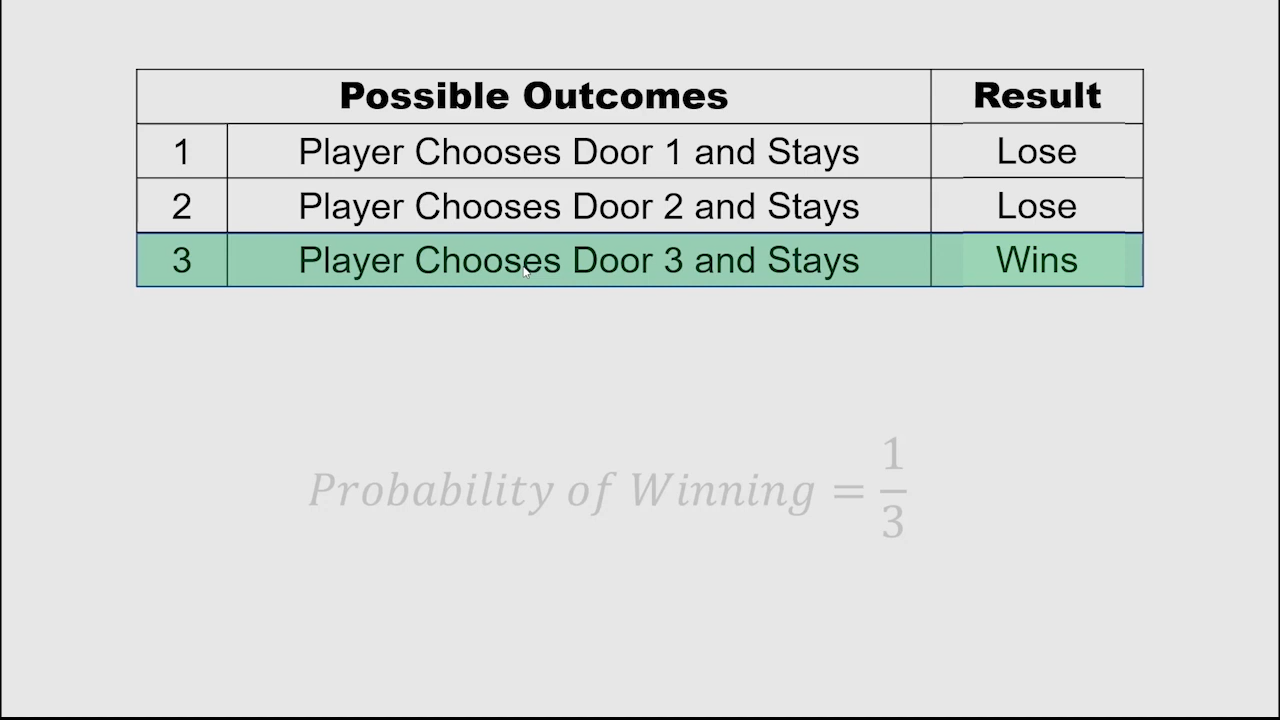 Possible Outcomes Result
1 Player Chooses Door 1 and Stays Lose
2 Player Chooses Door 2 and Stays Lose
3 Player Chooses Door 3 and Stays Wins
Probability of Winning = 1/3